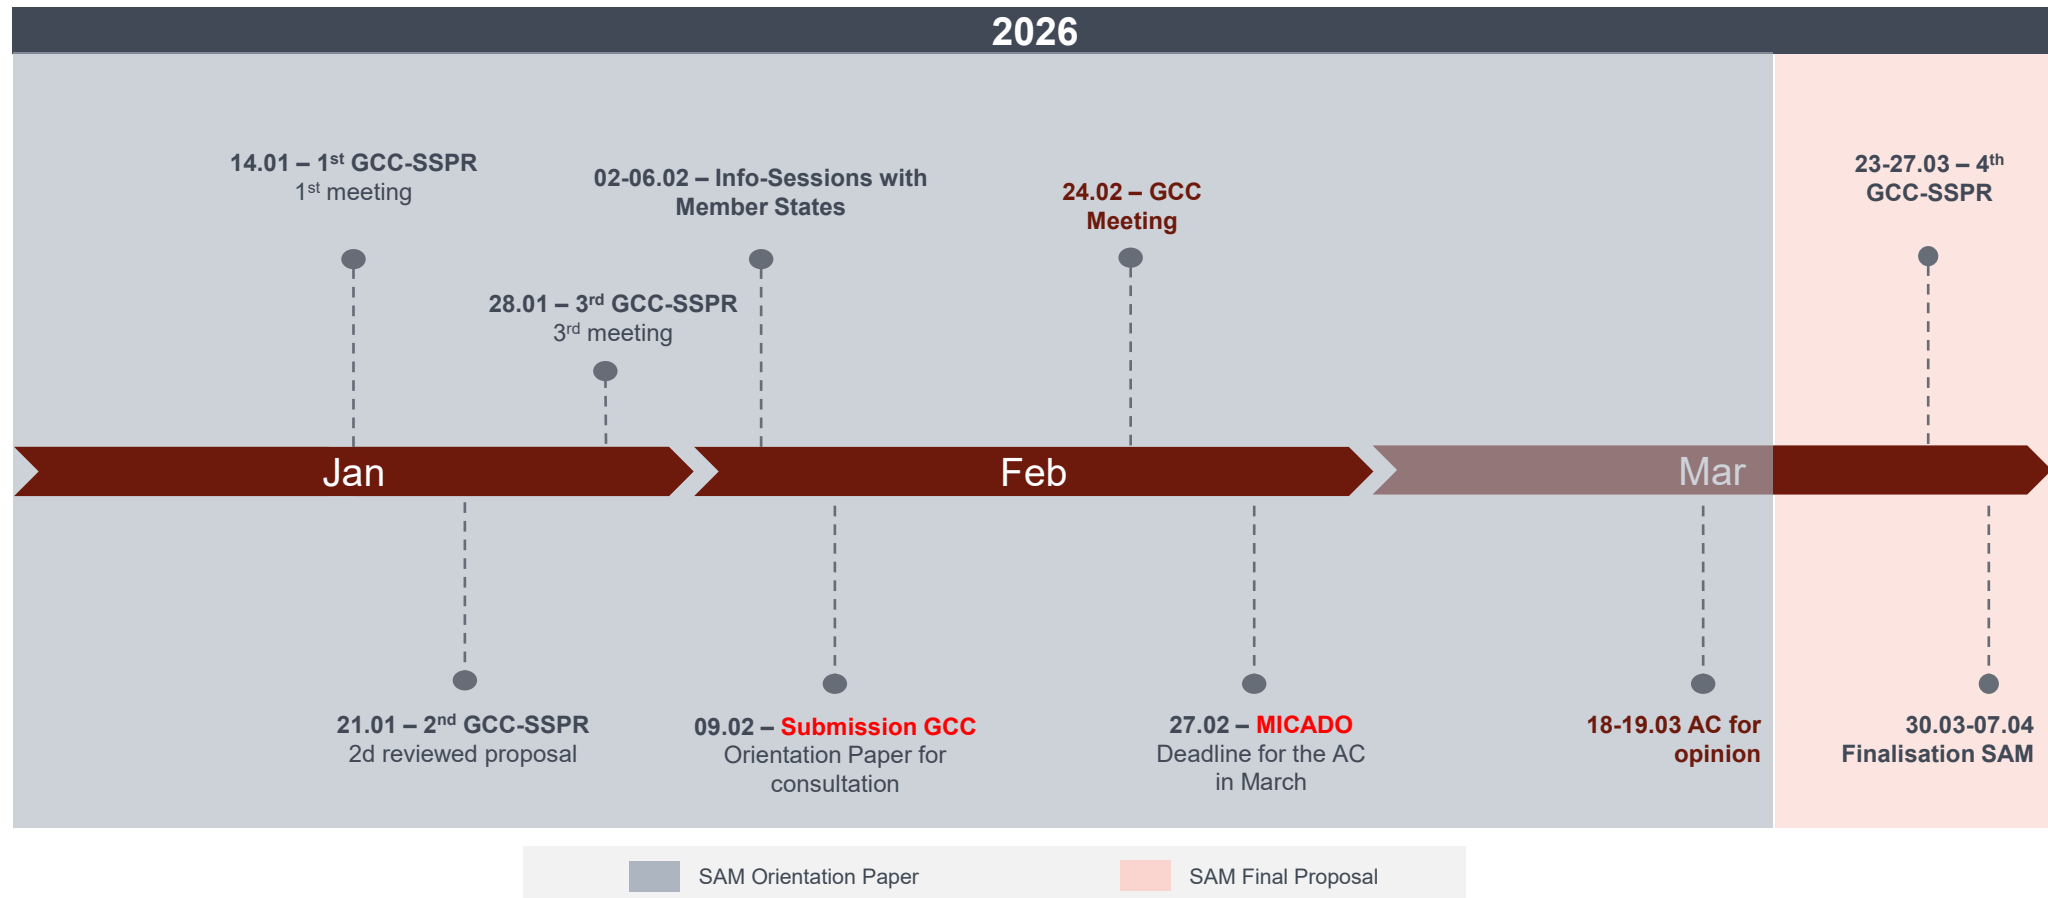 2026
14.01 – 1st GCC-SSPR
1st meeting
02-06.02 – Info-Sessions with
Member States
24.02 – GCC
Meeting
23-27.03 – 4th
GCC-SSPR
28.01 – 3rd GCC-SSPR
3rd meeting
Jan
Feb
Mar
21.01 – 2nd GCC-SSPR
2d reviewed proposal
09.02 – Submission GCC
Orientation Paper for
consultation
27.02 – MICADO
Deadline for the AC
in March
18-19.03 AC for
opinion
30.03-07.04
Finalisation SAM
SAM Orientation Paper
SAM Final Proposal